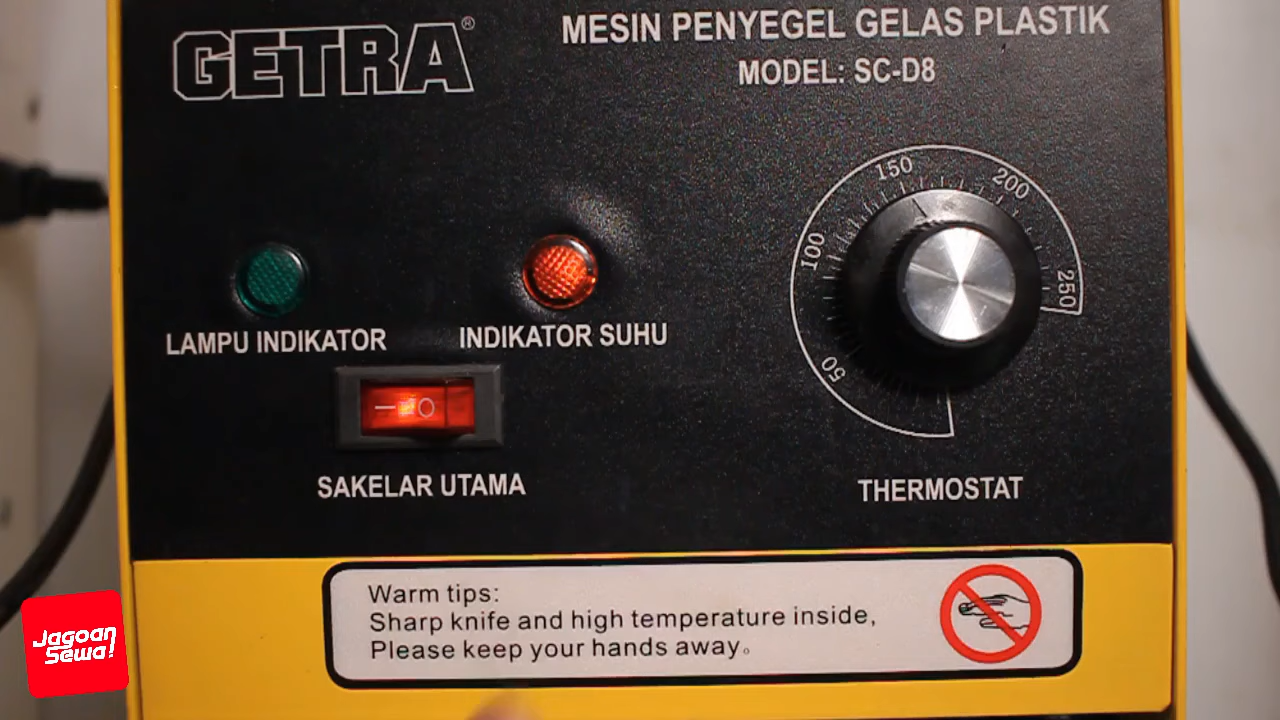 GETRA®
MESIN PENYEGEL GELAS PLASTIK
MODEL: SC-D8
50
100
150
200
250
LAMPU INDIKATOR
INDIKATOR SUHU
SAKELAR UTAMA
THERMOSTAT
Warm tips:
Sharp knife and high temperature inside,
Please keep your hands away。
Jagoan
Sewa!